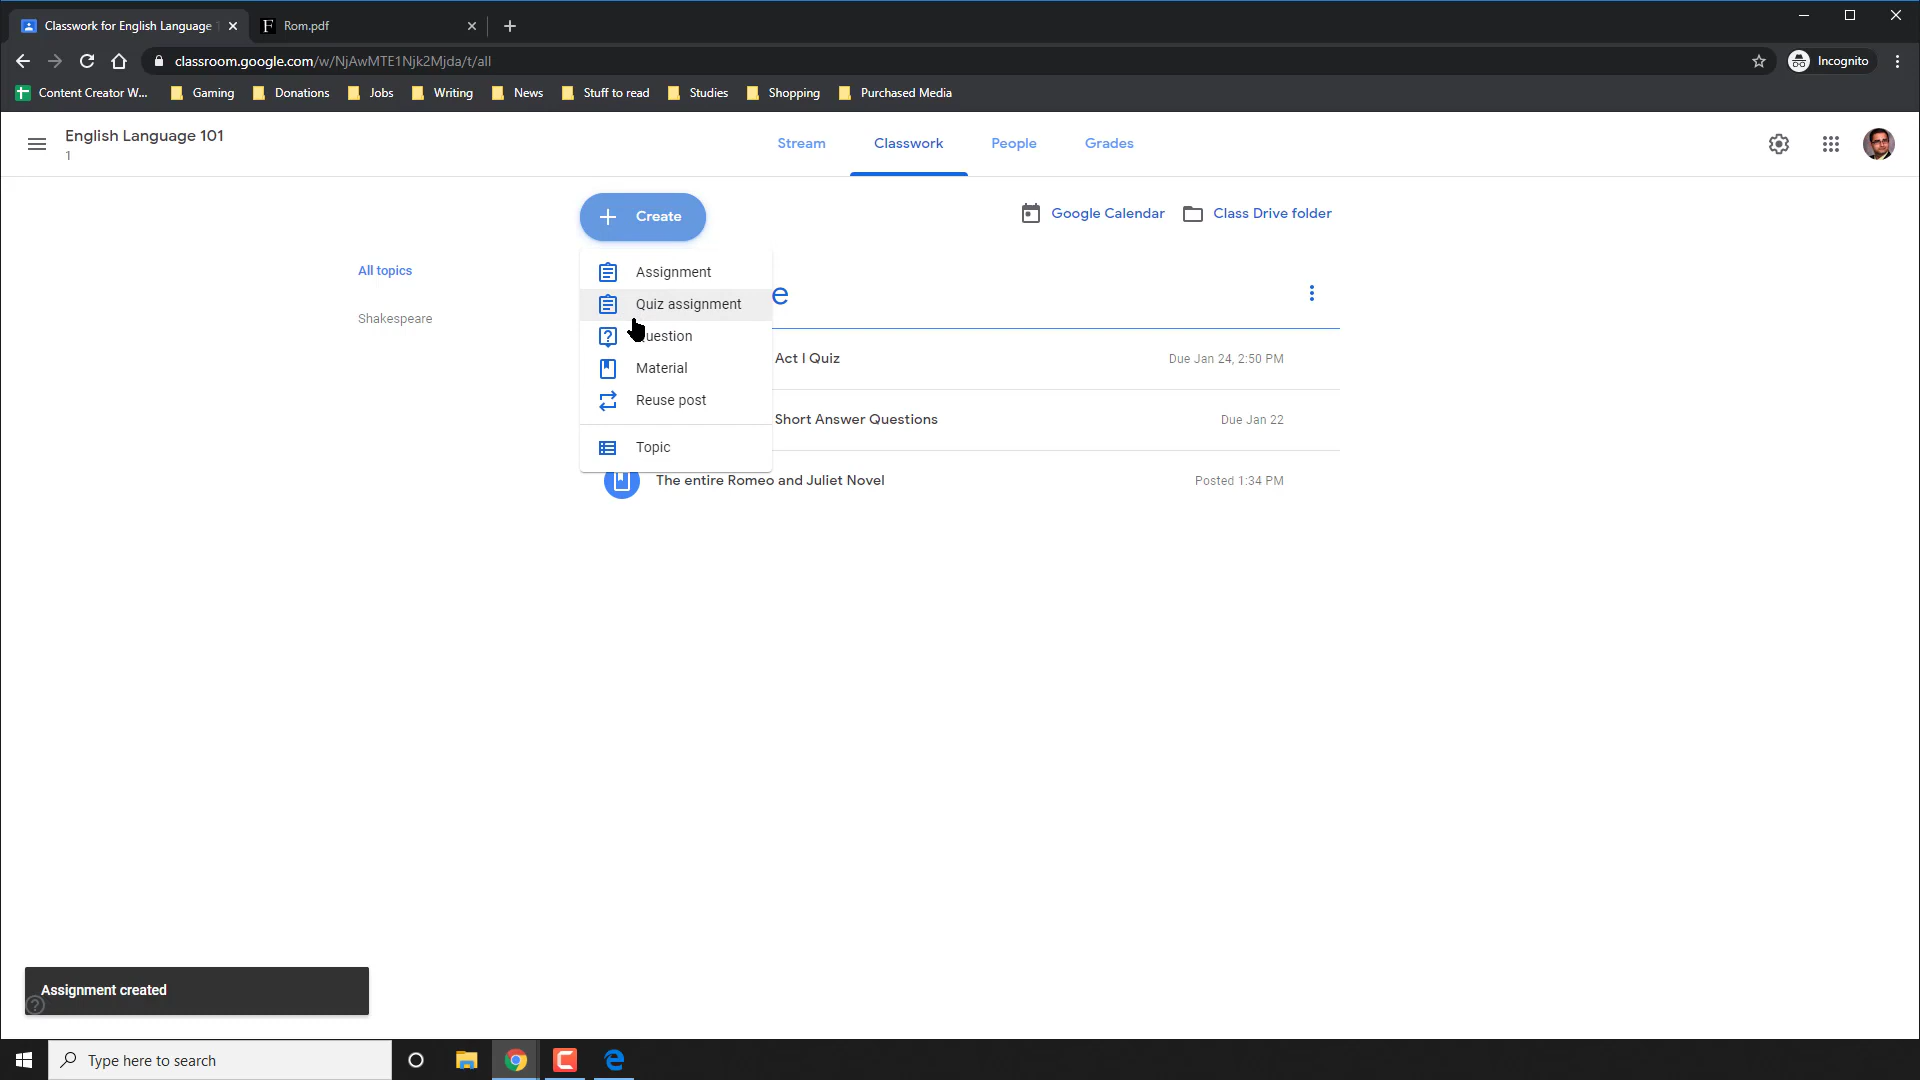 Classwork for English Language 1
Rom.pdf
classroom.google.com/w/NjAwMTE1Njk2Mjda/t/all
Incognito
Content Creator W...
Gaming
Donations
Jobs
Writing
News
Stuff to read
Studies
Shopping
Purchased Media
English Language 101
1
Stream
Classwork
People
Grades
Create
Google Calendar
Class Drive folder
All topics
Shakespeare
Assignment
Quiz assignment
uestion
Material
Reuse post
Topic
e
Act I Quiz
Due Jan 24, 2:50 PM
Short Answer Questions
Due Jan 22
The entire Romeo and Juliet Novel
Posted 1:34 PM
Assignment created
Type here to search